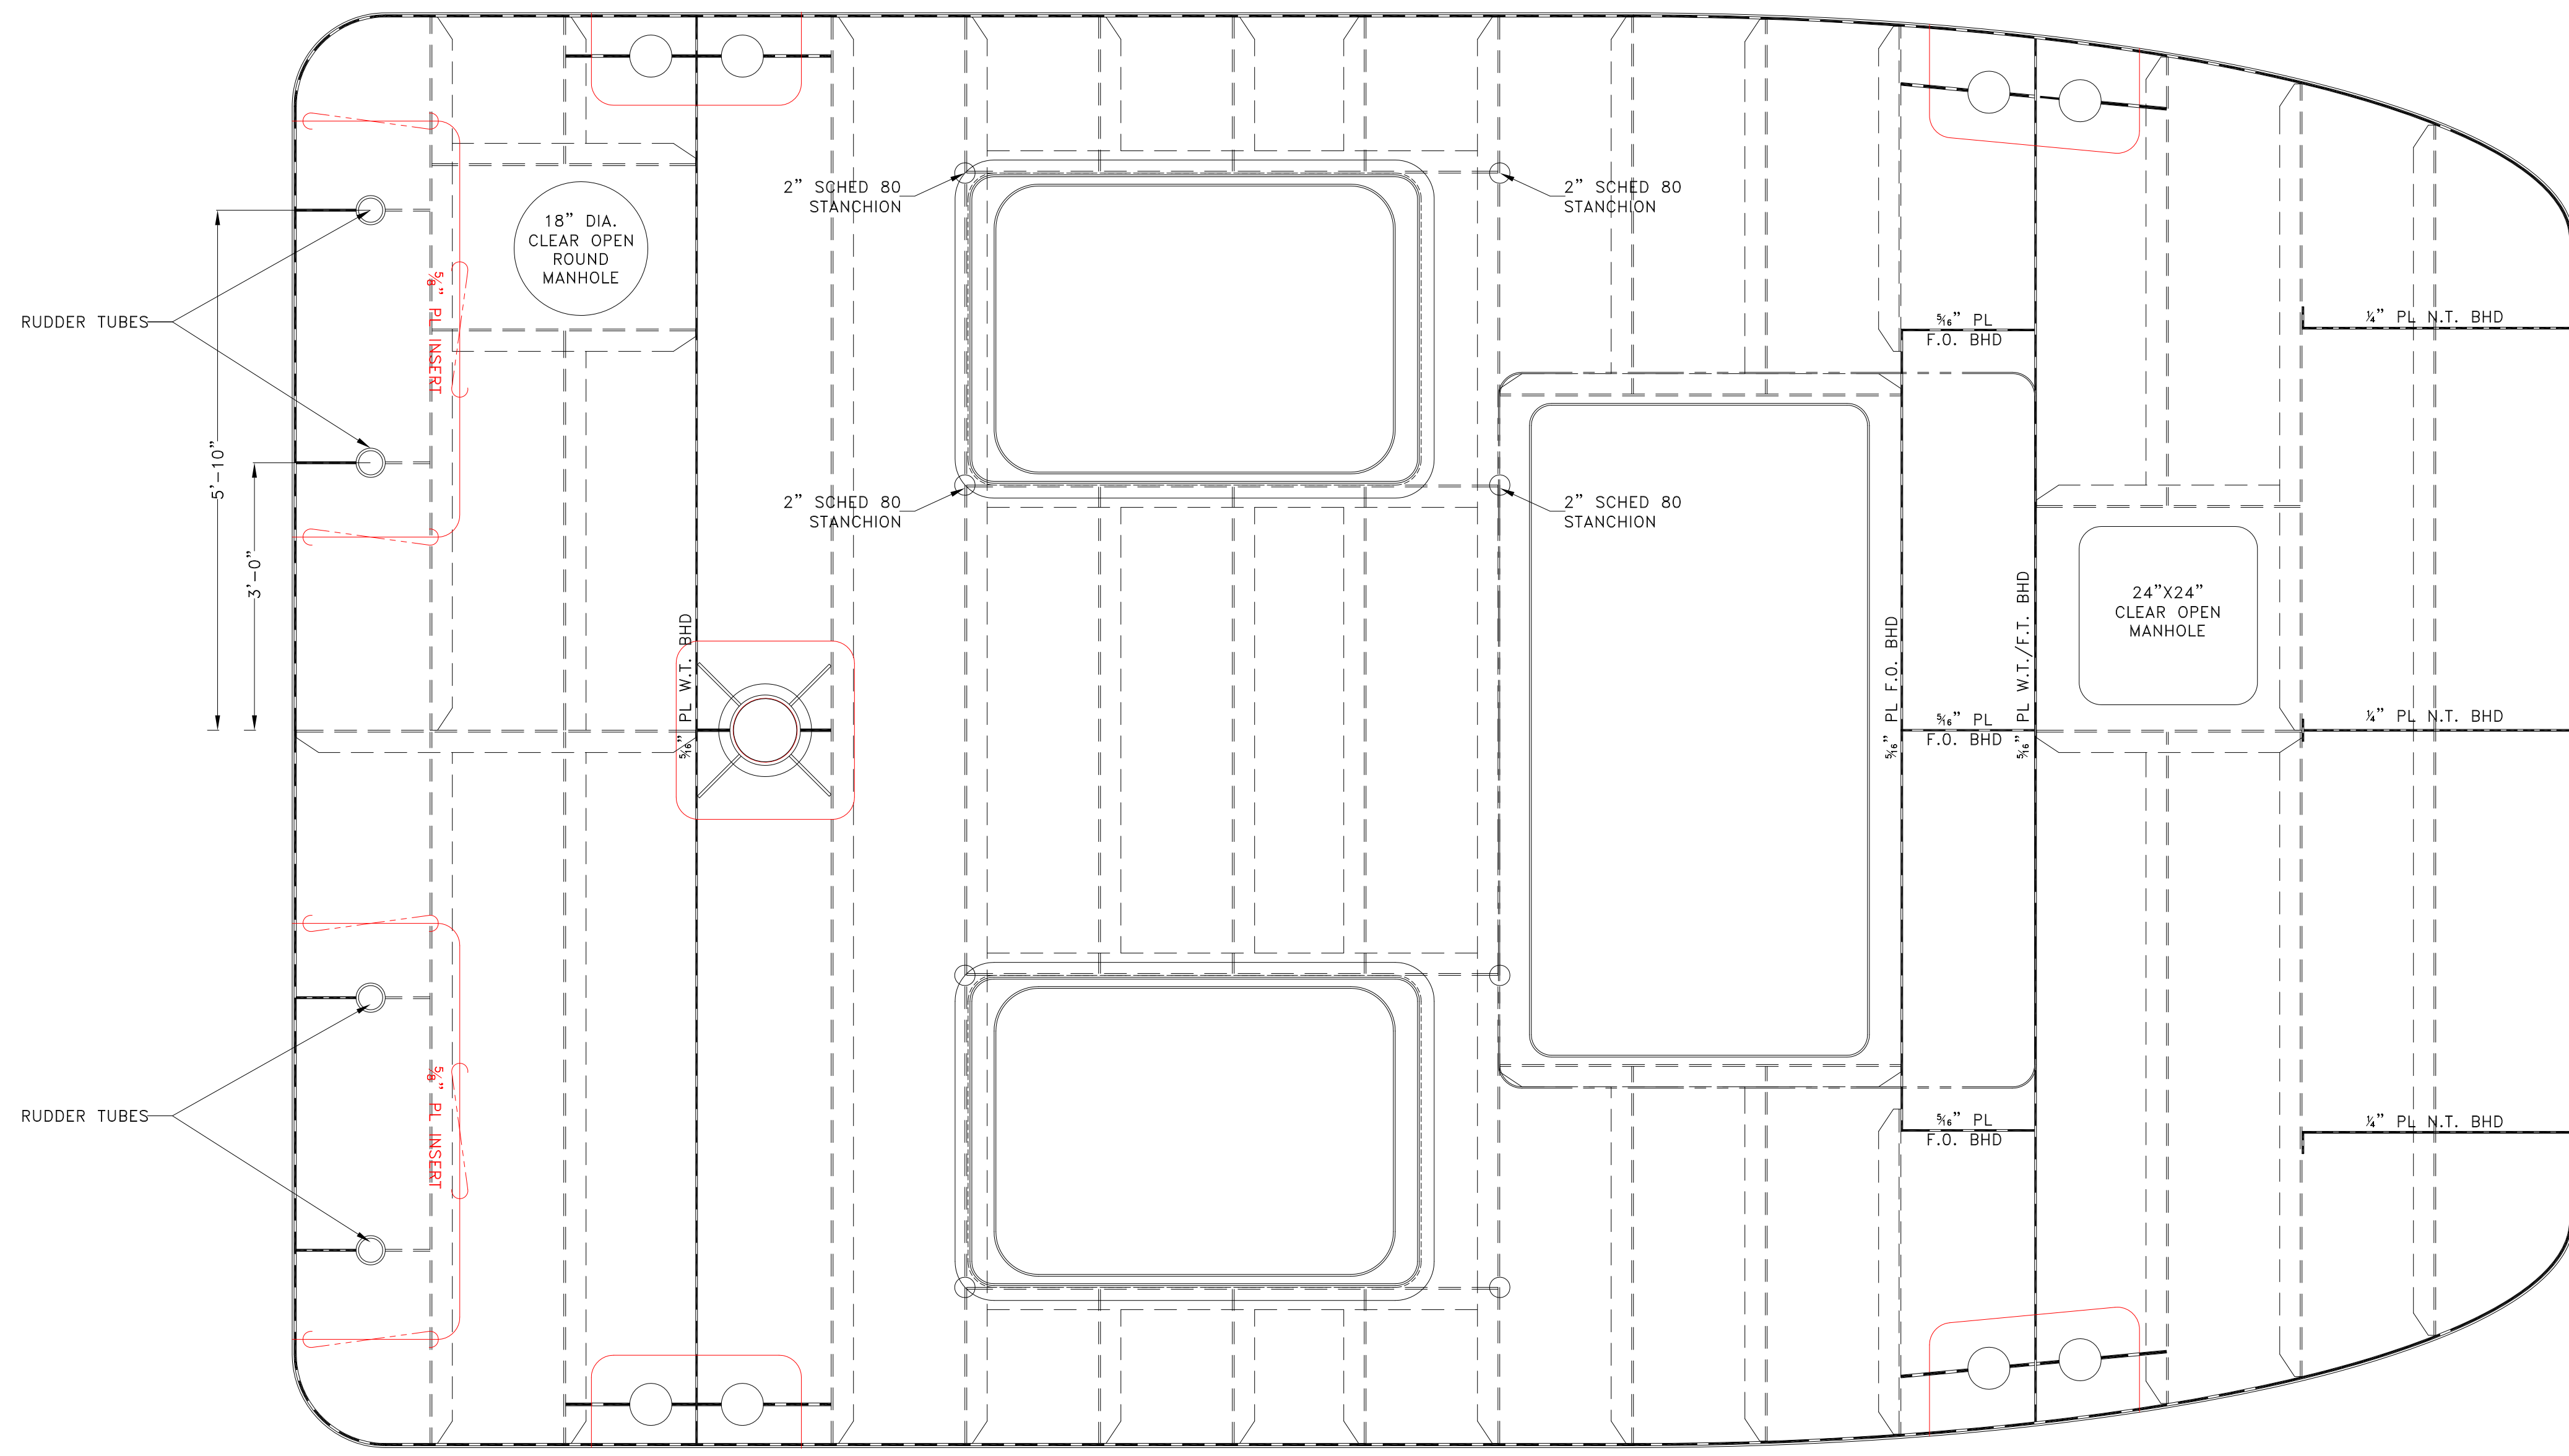 2" SCHED 80
STANCHION
2" SCHED 80
STANCHION
18" DIA.
CLEAR OPEN
ROUND
MANHOLE
RUDDER TUBES
5/8" PL INSERT
5/16" PL
F.O. BHD
1/4" PL N.T. BHD
5'-10"
3'-0"
2" SCHED 80
STANCHION
2" SCHED 80
STANCHION
24"X24"
CLEAR OPEN
MANHOLE
5/16" PL W.T. BHD
5/16" PL F.O. BHD
5/16" PL
F.O. BHD
5/16" PL W.T./F.T. BHD
1/4" PL N.T. BHD
RUDDER TUBES
5/8" PL INSERT
5/16" PL
F.O. BHD
1/4" PL N.T. BHD